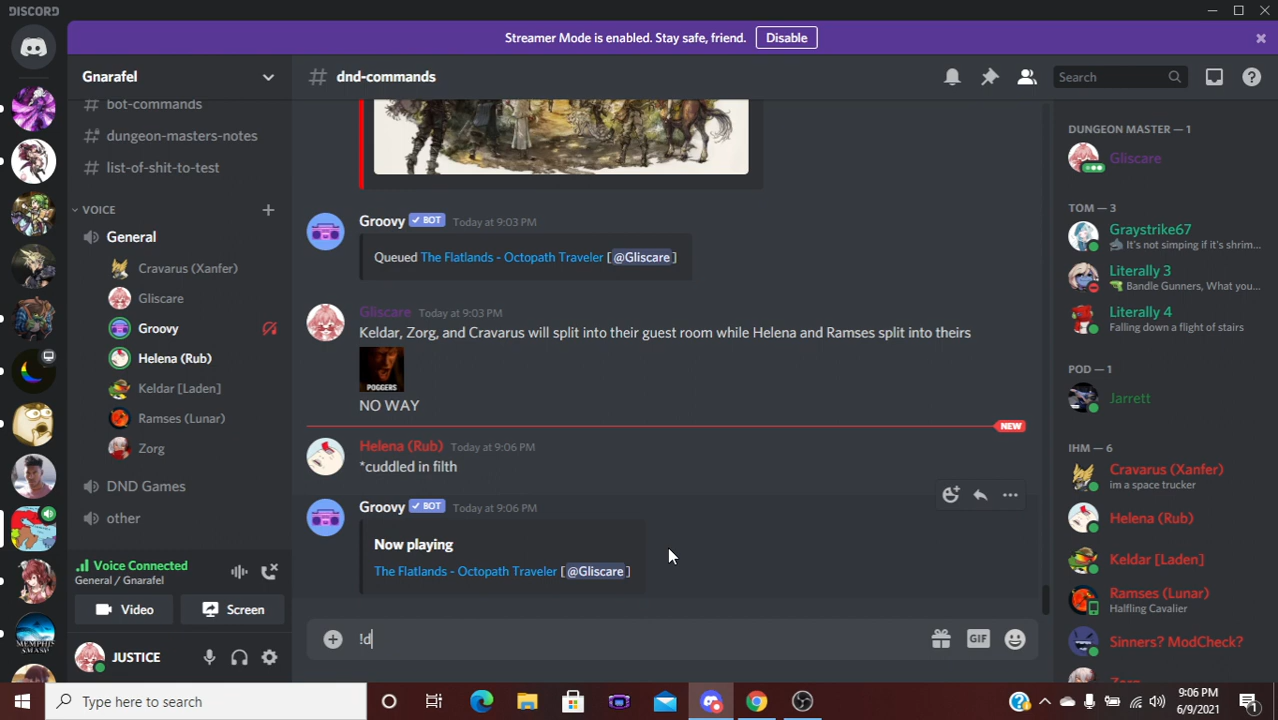 DISCORD
Streamer Mode is enabled. Stay safe, friend. Disable
Gnarafel
# dnd-commands
Search
# bot-commands
# dungeon-masters-notes
# list-of-shit-to-test
VOICE
General
Cravarus (Xanfer)
Gliscare
Groovy
Helena (Rub)
Keldar [Laden]
Ramses (Lunar)
Zorg
DND Games
other
Voice Connected
General / Gnarafel
Video
Screen
JUSTICE
Groovy BOT Today at 9:03 PM
Queued The Flatlands - Octopath Traveler [@Gliscare]
Gliscare Today at 9:03 PM
Keldar, Zorg, and Cravarus will split into their guest room while Helena and Ramses split into theirs
POGGERS
NO WAY
NEW
Helena (Rub) Today at 9:06 PM
*cuddled in filth
Groovy BOT Today at 9:06 PM
Now playing
The Flatlands - Octopath Traveler [@Gliscare]
!d
GIF
DUNGEON MASTER — 1
Gliscare
TOM — 3
Graystrike67
It's not simping if it's shrim...
Literally 3
Bandle Gunners, What you...
Literally 4
Falling down a flight of stairs
POD — 1
Jarrett
IHM — 6
Cravarus (Xanfer)
im a space trucker
Helena (Rub)
Keldar [Laden]
Ramses (Lunar)
Halfling Cavalier
Sinners? ModCheck?
Type here to search
9:06 PM
6/9/2021
1